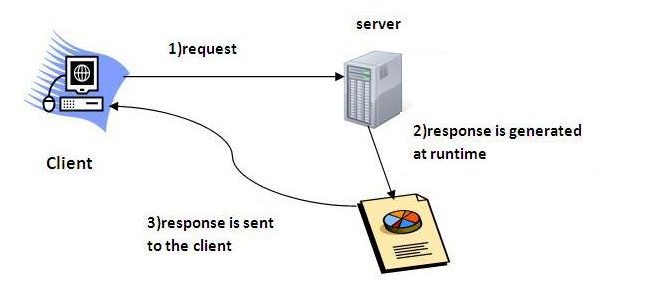 server
1)request
2)response is generated
at runtime
Client
3)response is sent
to the client